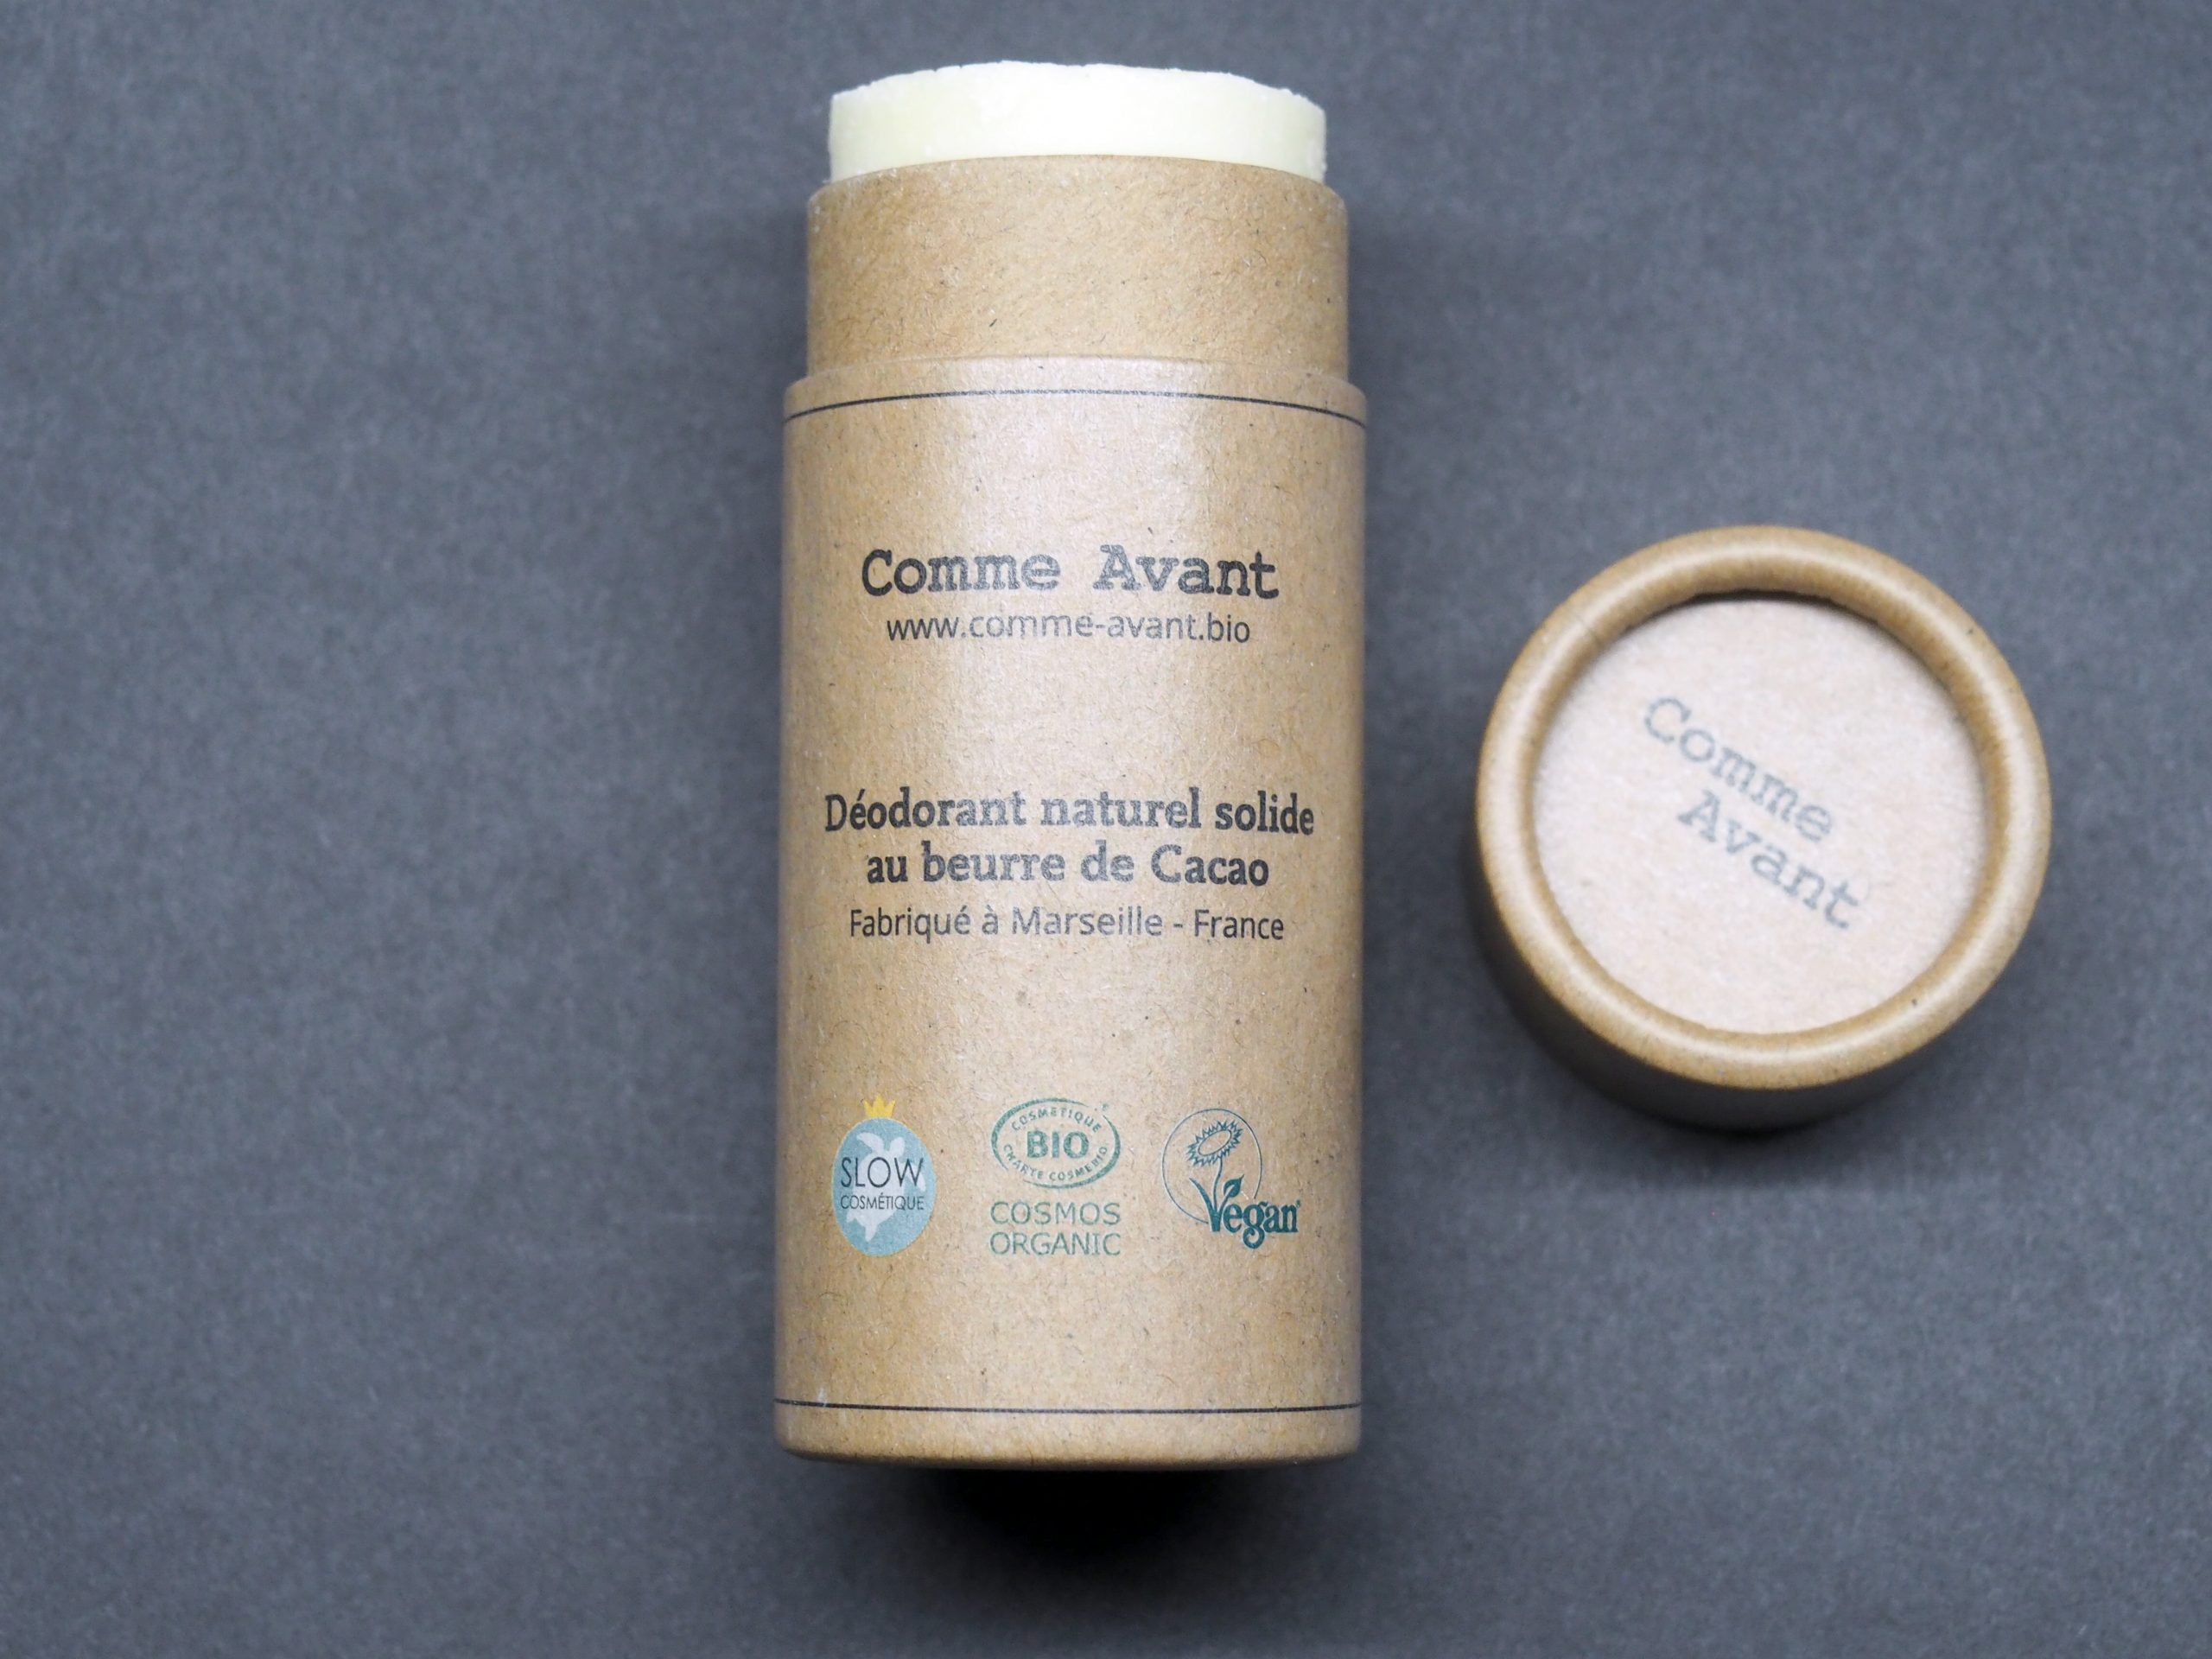 Comme Avant
www.comme-avant.bio
Déodorant naturel solide
au beurre de Cacao
Fabriqué à Marseille - France
SLOW
COSMÉTIQUE
COSMETIQUE
BIO
CHARTE COSMEBIO
COSMOS
ORGANIC
Vegan
Comme
Avant